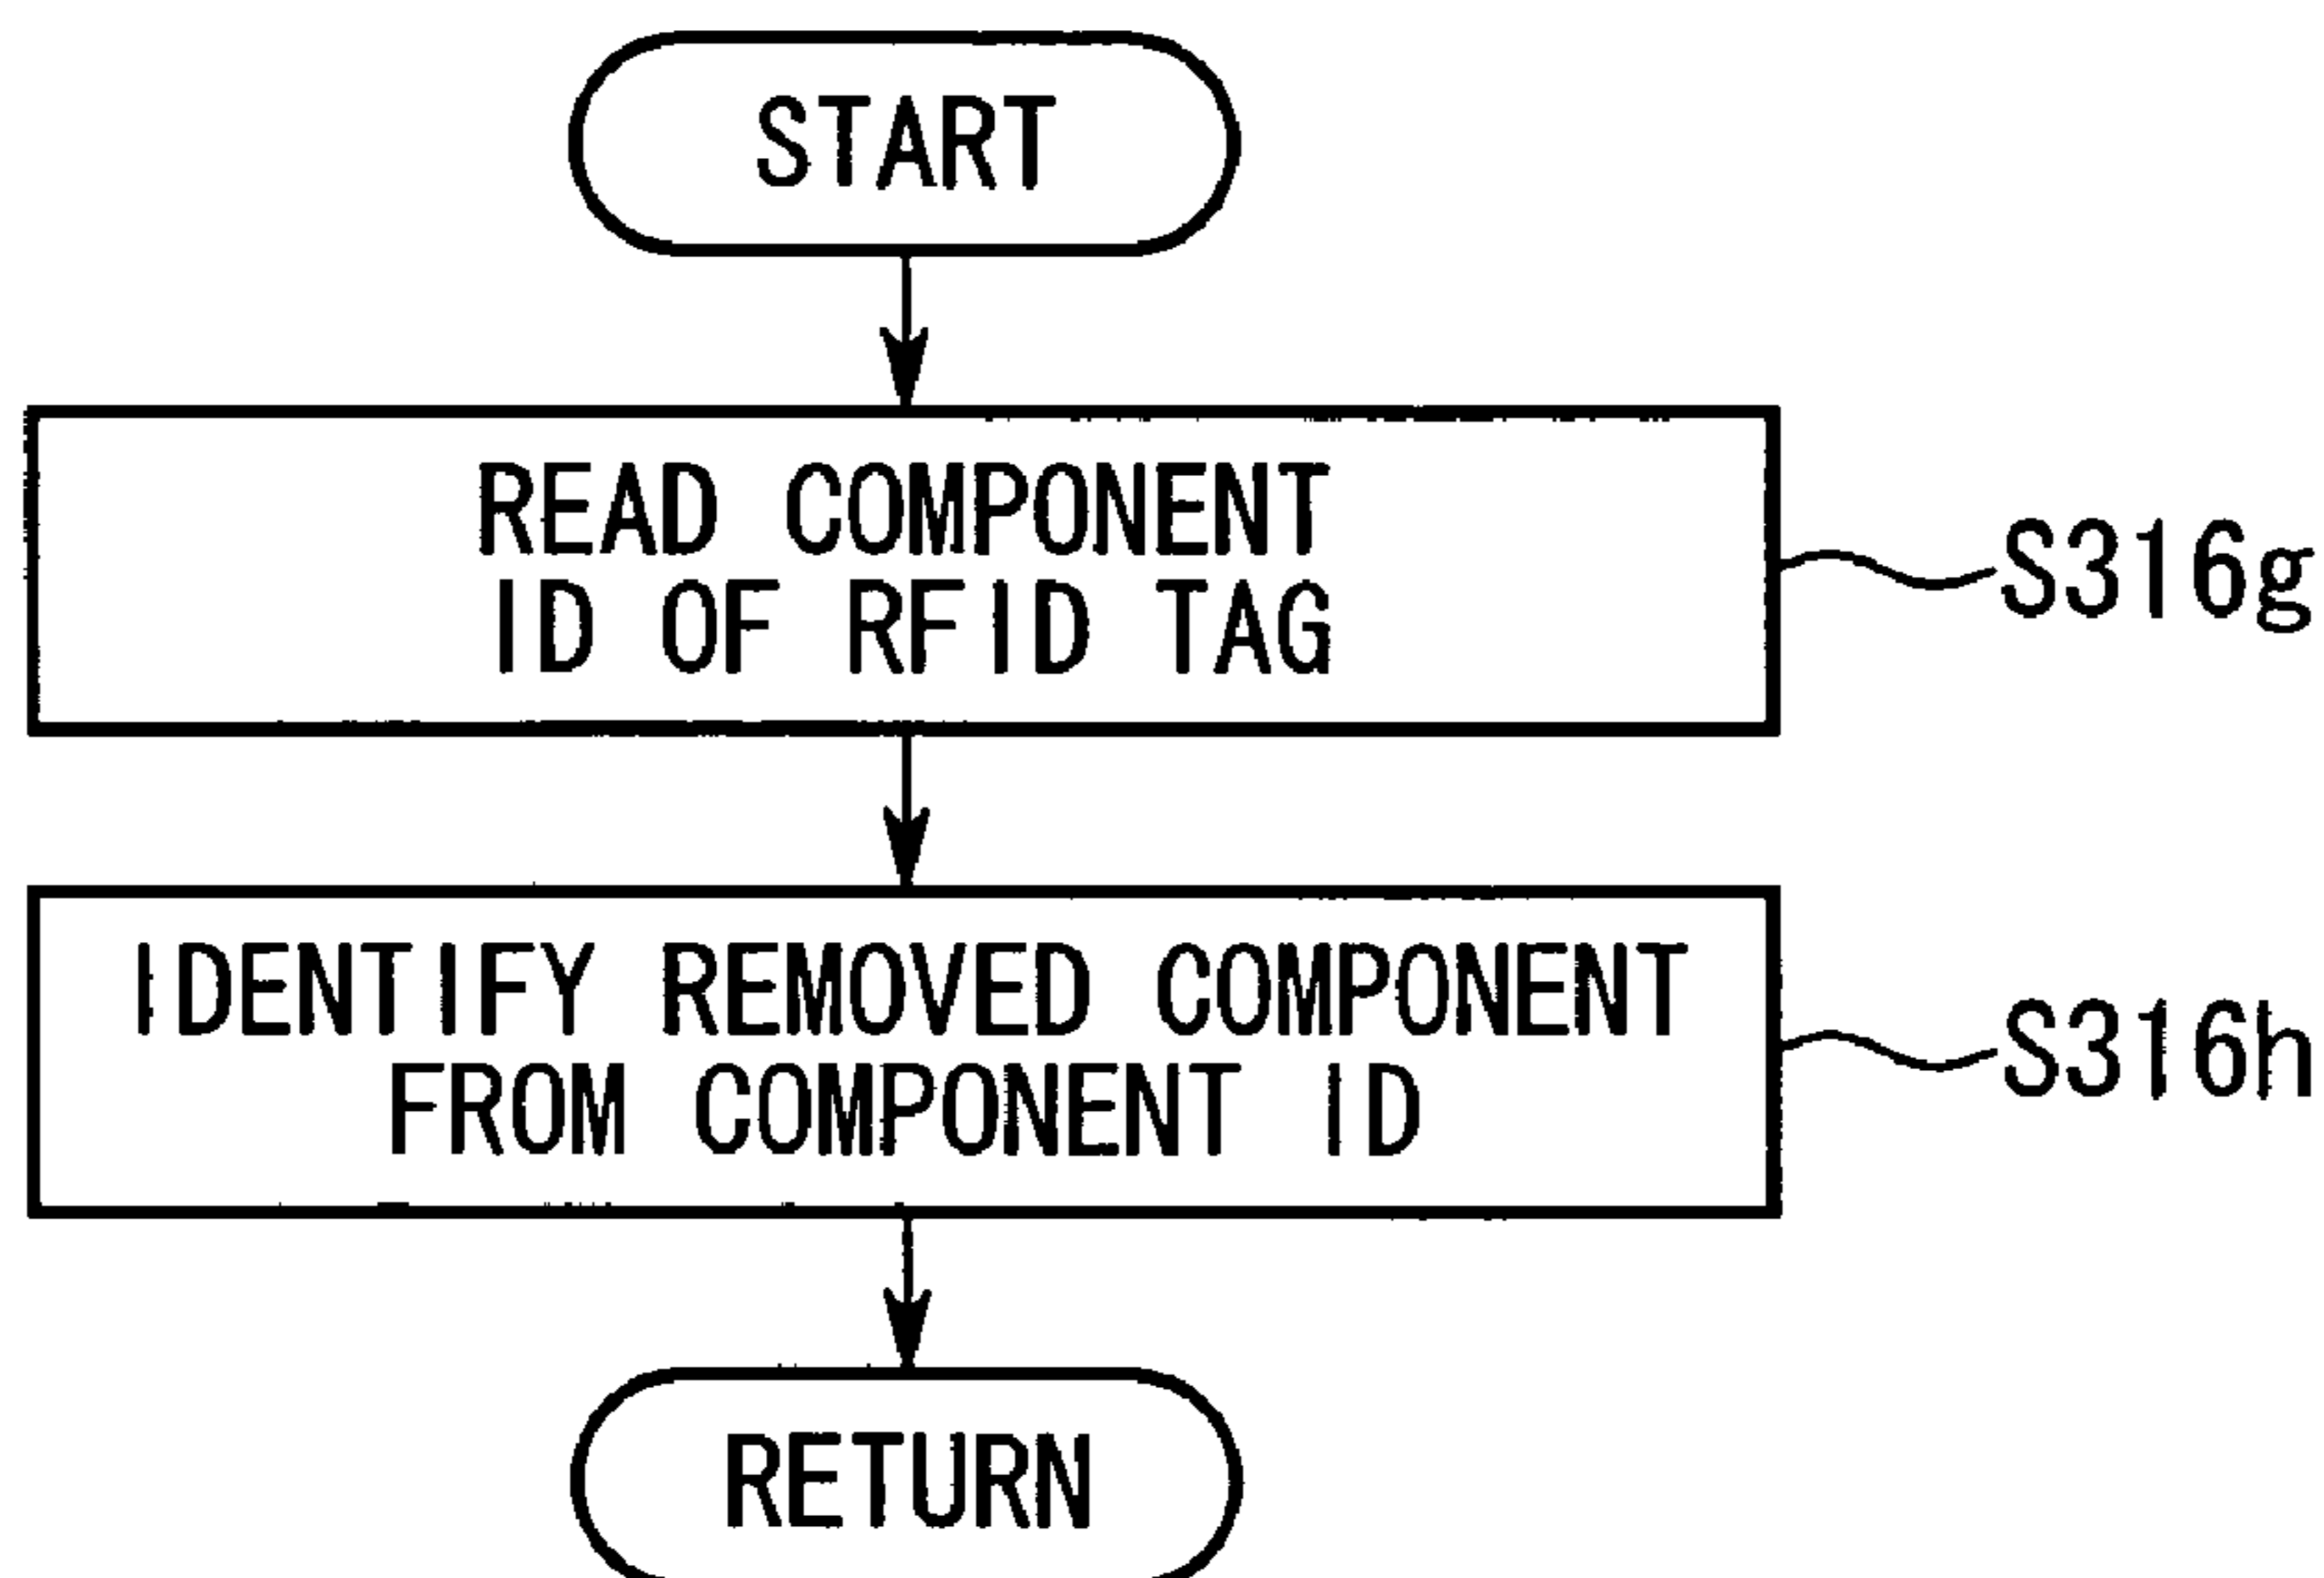 START
READ COMPONENT
ID OF RFID TAG
S316g
IDENTIFY REMOVED COMPONENT
FROM COMPONENT ID
S316h
RETURN